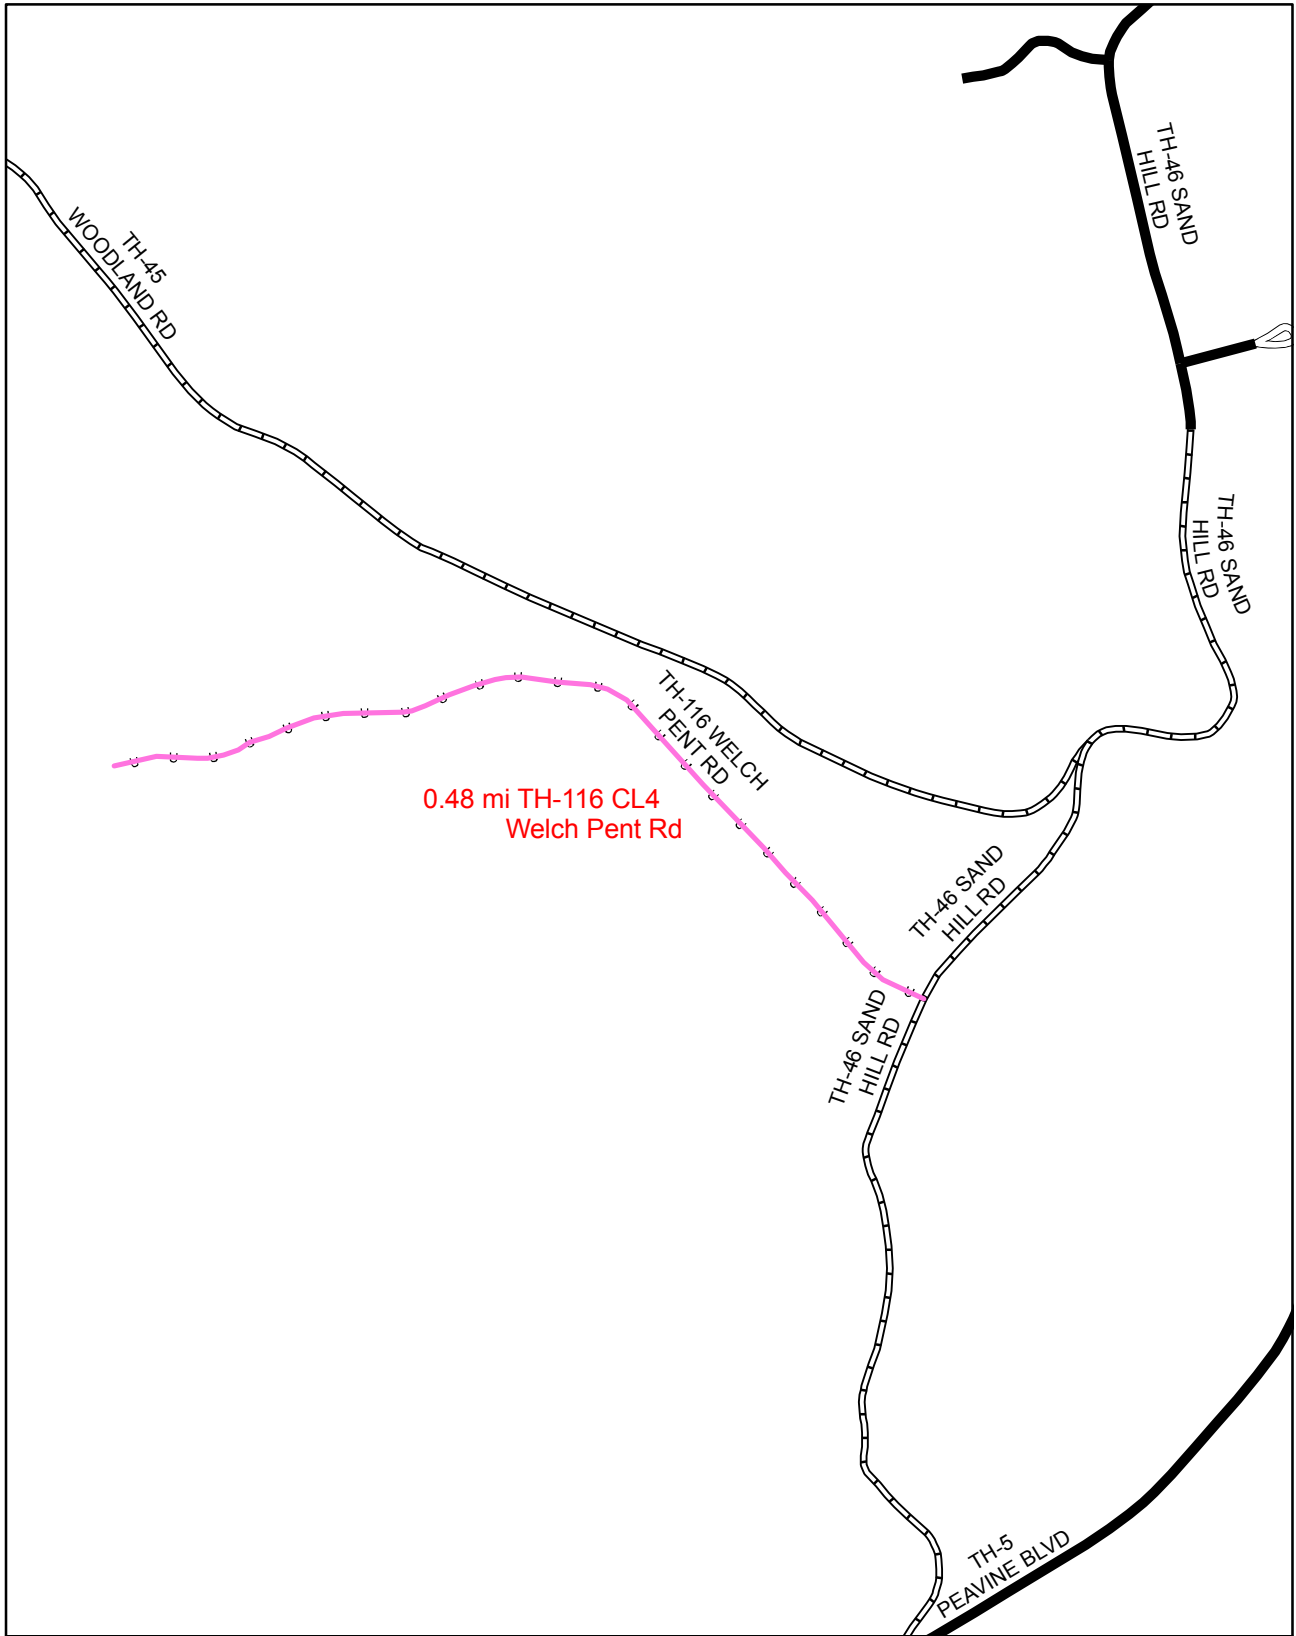 TH-46 SAND
HILL RD
TH-45
WOODLAND RD
TH-46 SAND
HILL RD
TH-116 WELCH
PENT RD
0.48 mi TH-116 CL4
Welch Pent Rd
TH-46 SAND
HILL RD
TH-46 SAND
HILL RD
TH-5
PEAVINE BLVD